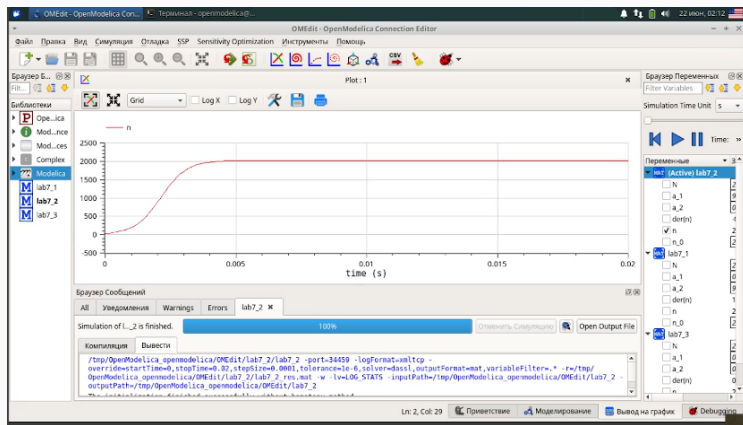 OMEdit - OpenModelica Con...
Терминал - openmodelica@...
22 июн, 02:12
OMEdit - OpenModelica Connection Editor
Файл Правка Вид Симуляция Отладка SSP Sensitivity Optimization Инструменты Помощь
Браузер Б...
Библиотеки
P Ope...ica
Mod...nce
Mod...ces
Complex
Modelica
M lab7_1
M lab7_2
M lab7_3
Plot : 1
Grid
Log X
Log Y
n
2500
2000
1500
1000
500
0
-500
0 0.005 0.01 0.015 0.02
time (s)
Браузер Сообщений
All Уведомления Warnings Errors lab7_2
Simulation of l..._2 is finished.
100%
Отменить Симуляцию
Open Output File
Компиляция Вывести
/tmp/OpenModelica_openmodelica/OMEdit/lab7_2/lab7_2 -port=34459 -logFormat=xmltcp -
override=startTime=0,stopTime=0.02,stepSize=0.0001,tolerance=1e-6,solver=dassl,outputFormat=mat,variableFilter=.* -r=/tmp/
OpenModelica_openmodelica/OMEdit/lab7_2/lab7_2_res.mat -w -lv=LOG_STATS -inputPath=/tmp/OpenModelica_openmodelica/OMEdit/lab7_2 -
outputPath=/tmp/OpenModelica_openmodelica/OMEdit/lab7_2
The initialization finished successfully without homotopy method.
Браузер Переменных
Filter Variables
Simulation Time Unit s
Time:
Переменные
(Active) lab7_2
N
a_1
a_2
der(n)
n
n_0
lab7_1
N
a_1
a_2
der(n)
n
n_0
lab7_3
N
a_1
a_2
der(n)
Ln: 2, Col: 29
Приветствие
Моделирование
Вывод на график
Debugging